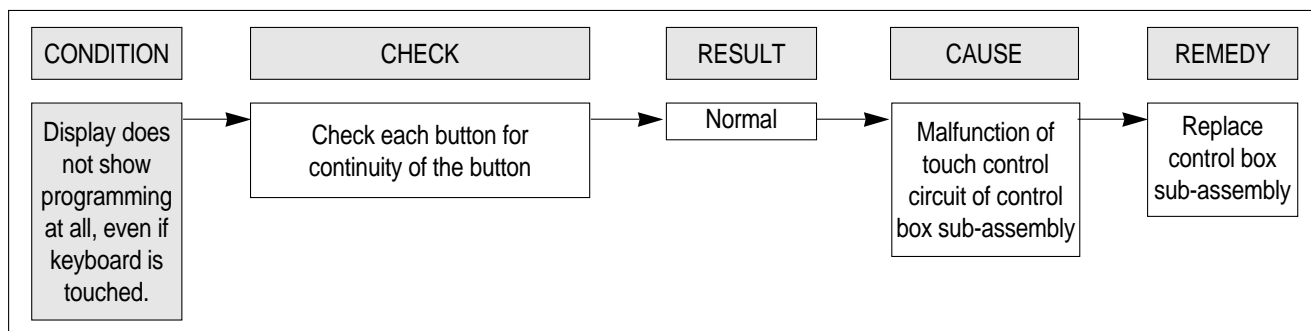 CONDITION
CHECK
RESULT
CAUSE
REMEDY
Display does
not show
programming
at all, even if
keyboard is
touched.
Check each button for
continuity of the button
Normal
Malfunction of
touch control
circuit of control
box sub-assembly
Replace
control box
sub-assembly